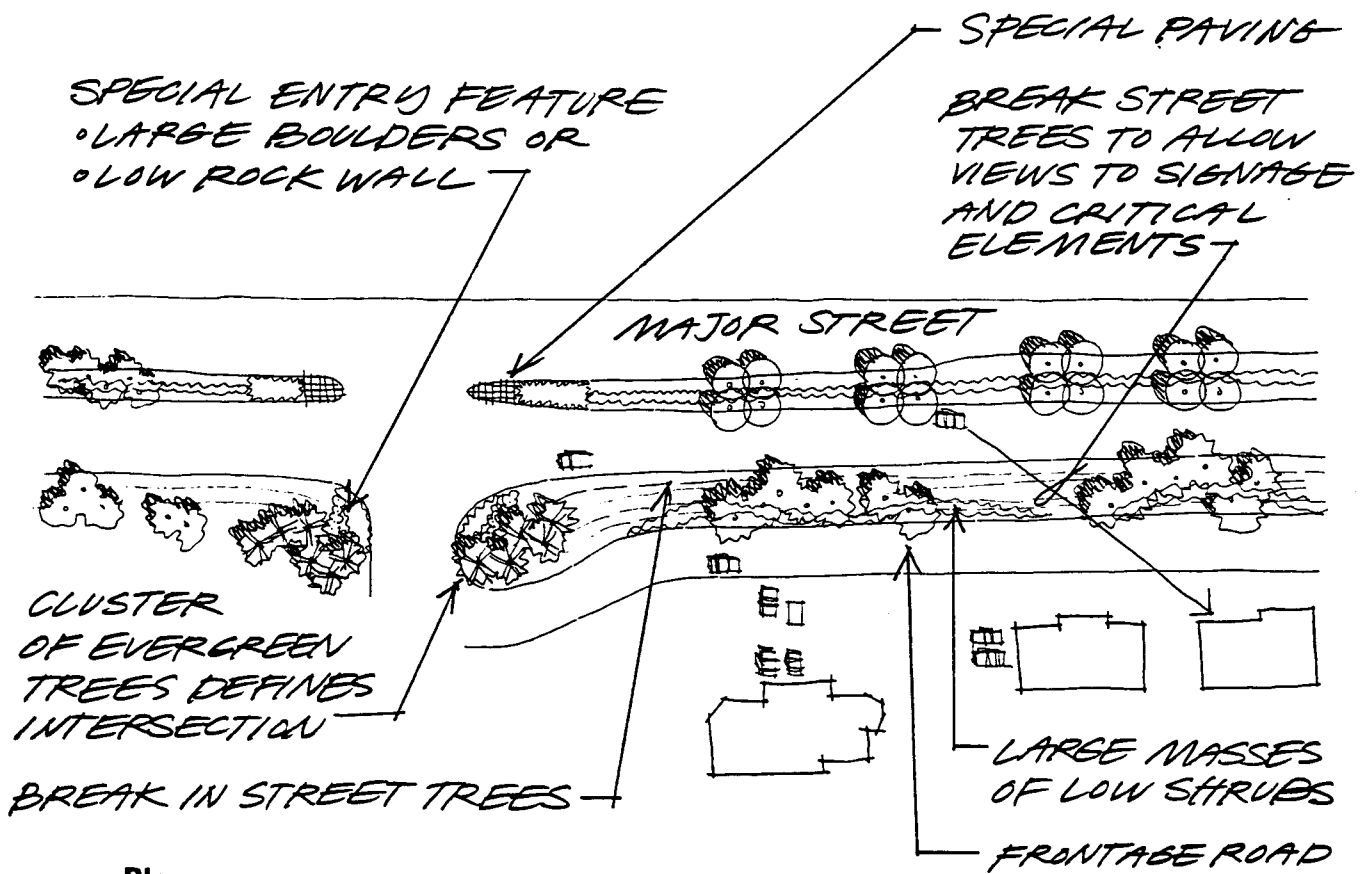 SPECIAL PAVING
SPECIAL ENTRY FEATURE
• LARGE BOULDERS OR
• LOW ROCK WALL
BREAK STREET
TREES TO ALLOW
VIEWS TO SIGNAGE
AND CRITICAL
ELEMENTS
MAJOR STREET
CLUSTER
OF EVERGREEN
TREES DEFINES
INTERSECTION
BREAK IN STREET TREES
LARGE MASSES
OF LOW SHRUBS
FRONTAGE ROAD